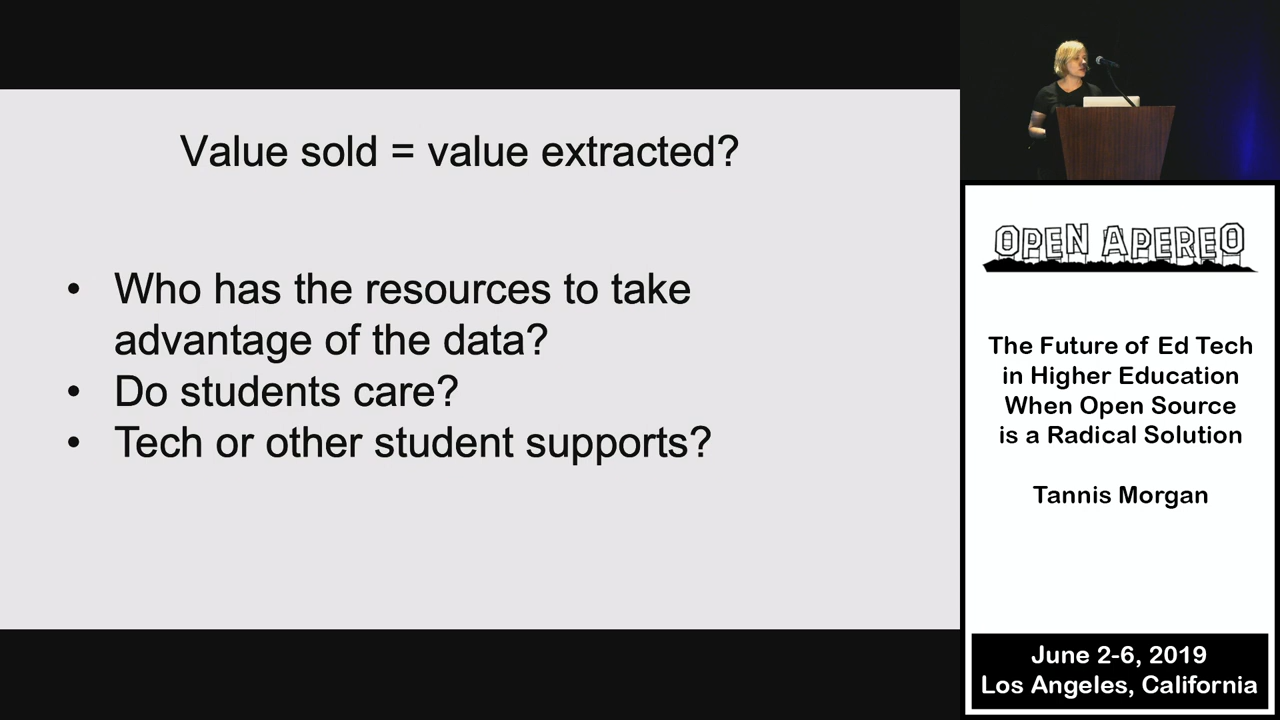 Value sold = value extracted?
• Who has the resources to take
advantage of the data?
• Do students care?
• Tech or other student supports?
OPEN APEREO
The Future of Ed Tech
in Higher Education
When Open Source
is a Radical Solution
Tannis Morgan
June 2-6, 2019
Los Angeles, California